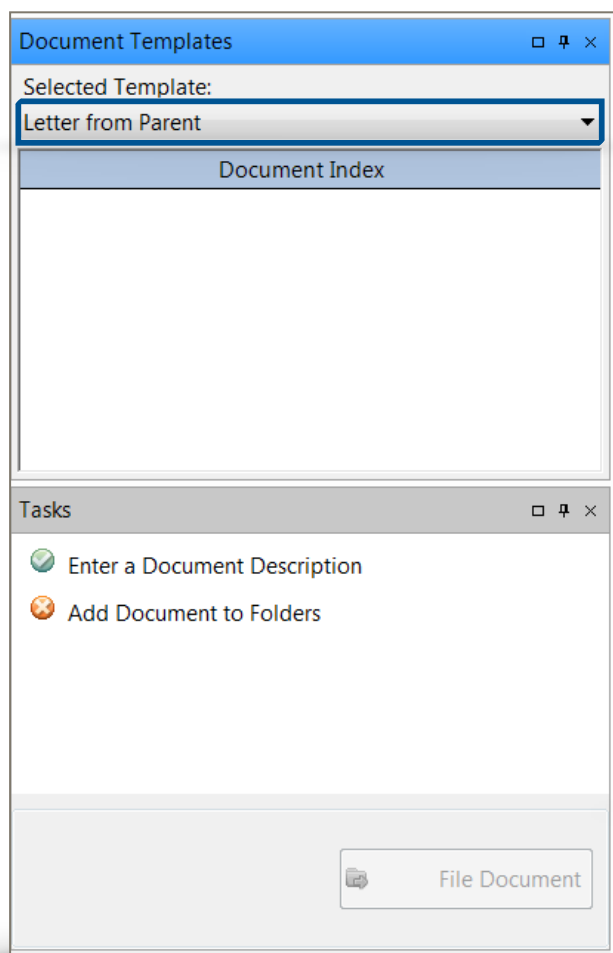 Document Templates
Selected Template:
Letter from Parent
Document Index
Tasks
Enter a Document Description
Add Document to Folders
File Document